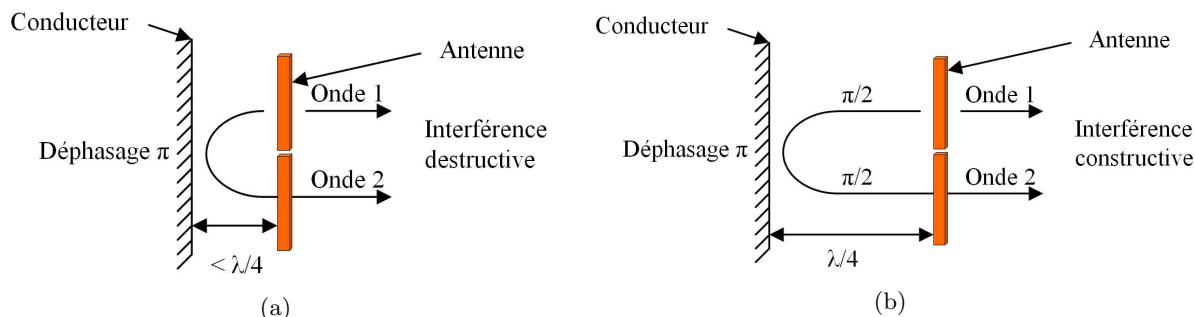 Conducteur
Antenne
Onde 1
Déphasage π
Interférence
destructive
Onde 2
< λ/4
(a)
Conducteur
Antenne
π/2
Onde 1
Déphasage π
Interférence
constructive
π/2
Onde 2
λ/4
(b)